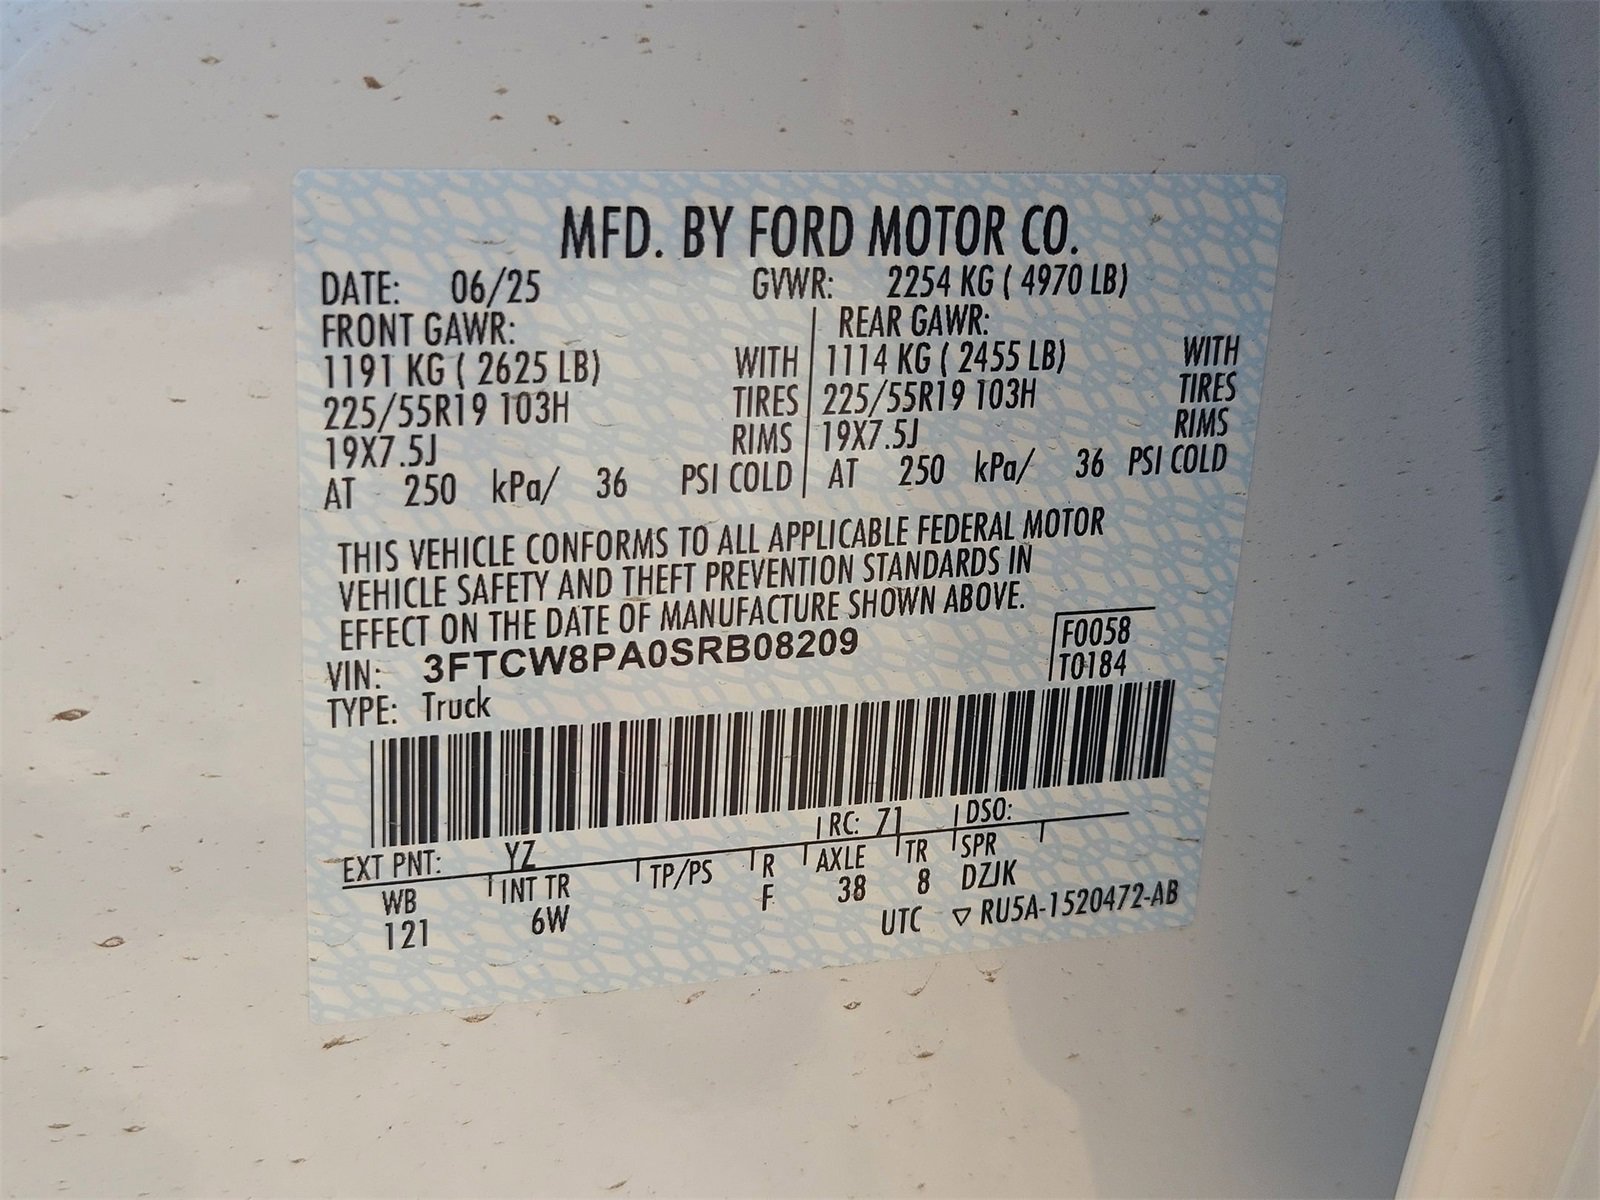 MFD. BY FORD MOTOR CO.
DATE: 06/25 GVWR: 2254 KG ( 4970 LB)
FRONT GAWR: REAR GAWR:
1191 KG ( 2625 LB) WITH 1114 KG ( 2455 LB) WITH
225/55R19 103H TIRES 225/55R19 103H TIRES
19X7.5J RIMS 19X7.5J RIMS
AT 250 kPa/ 36 PSI COLD AT 250 kPa/ 36 PSI COLD
THIS VEHICLE CONFORMS TO ALL APPLICABLE FEDERAL MOTOR
VEHICLE SAFETY AND THEFT PREVENTION STANDARDS IN
EFFECT ON THE DATE OF MANUFACTURE SHOWN ABOVE.
VIN: 3FTCW8PA0SRB08209 F0058
TYPE: Truck T0184
EXT PNT: YZ RC: 71 DSO:
WB INT TR TP/PS R AXLE TR SPR
121 6W F 38 8 DZJK
UTC ▽ RU5A-1520472-AB